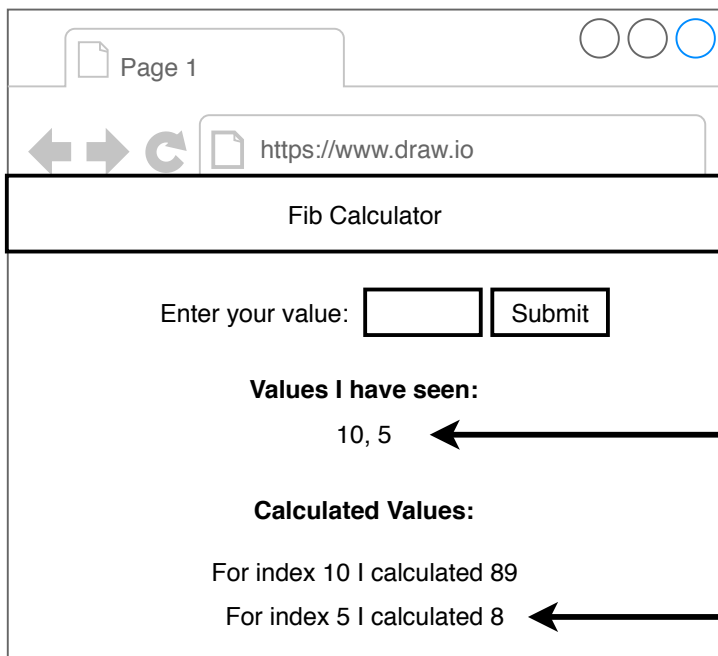 Page 1
https://www.draw.io
Fib Calculator
Enter your value: Submit
Values I have seen:
10, 5
Calculated Values:
For index 10 I calculated 89
For index 5 I calculated 8